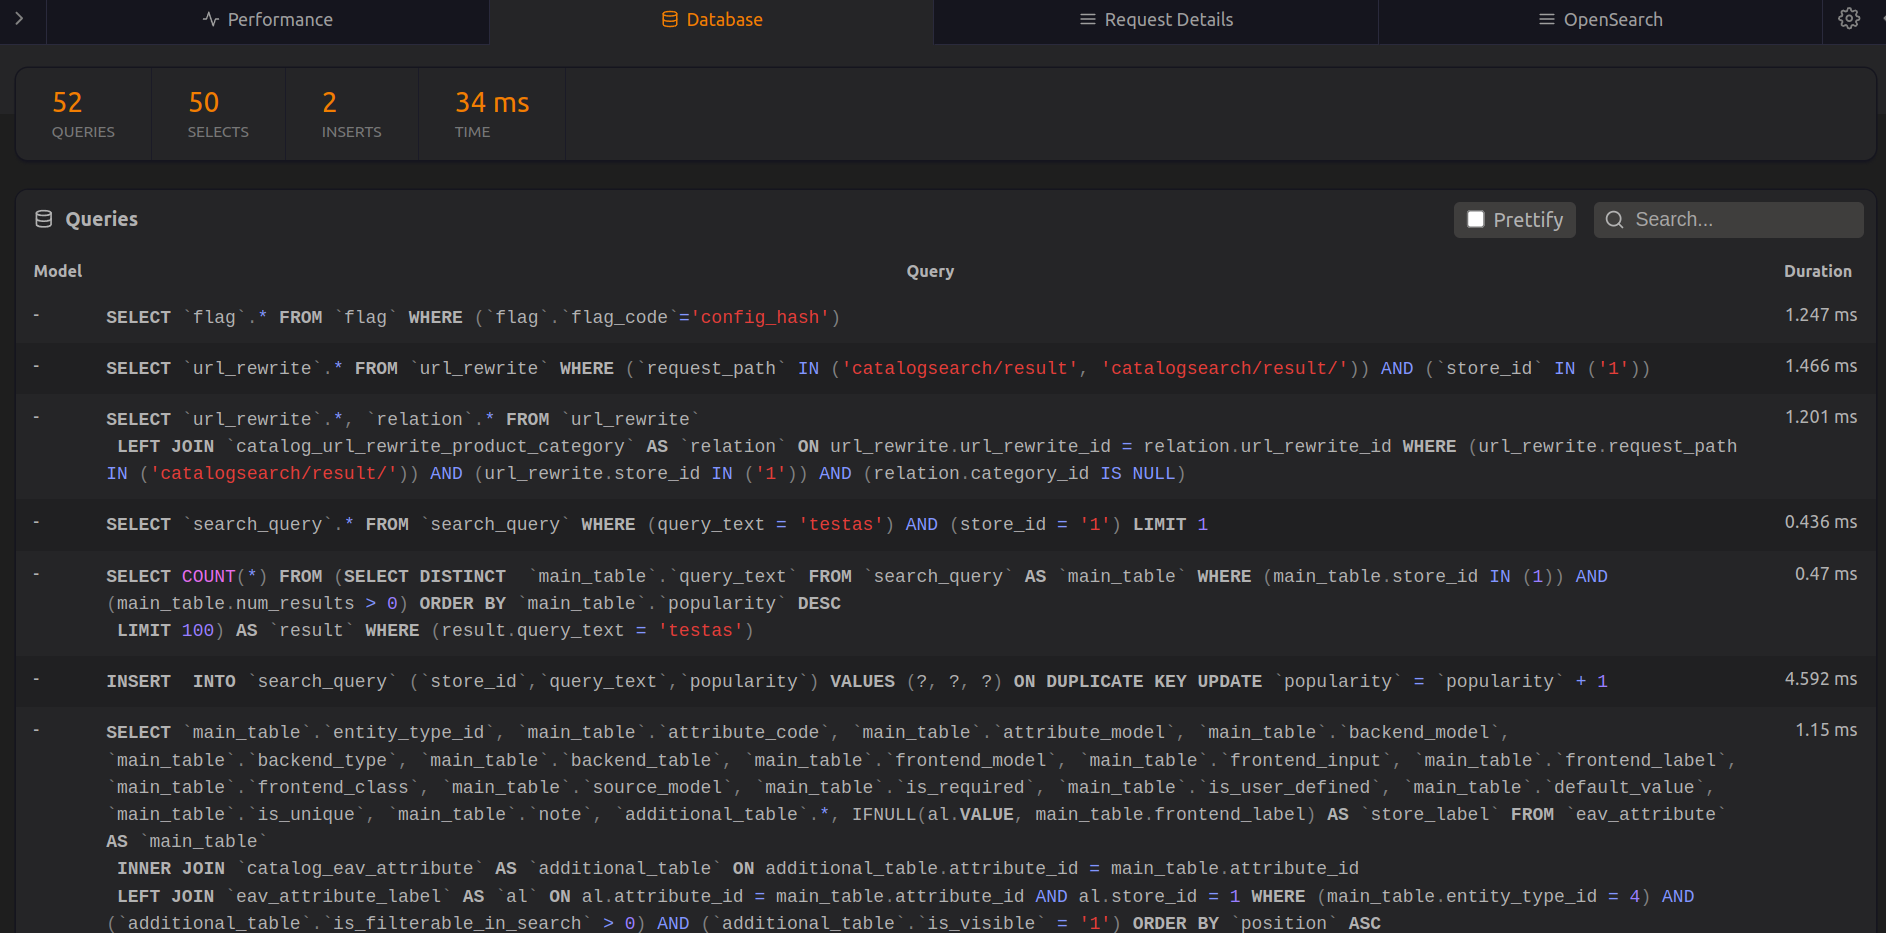 Performance
Database
Request Details
OpenSearch
52
QUERIES
50
SELECTS
2
INSERTS
34 ms
TIME
Queries
Prettify
Search...
Model Query Duration
- SELECT `flag`.* FROM `flag` WHERE (`flag`.`flag_code`='config_hash') 1.247 ms
- SELECT `url_rewrite`.* FROM `url_rewrite` WHERE (`request_path` IN ('catalogsearch/result', 'catalogsearch/result/')) AND (`store_id` IN ('1')) 1.466 ms
- SELECT `url_rewrite`.*, `relation`.* FROM `url_rewrite` 1.201 ms
LEFT JOIN `catalog_url_rewrite_product_category` AS `relation` ON url_rewrite.url_rewrite_id = relation.url_rewrite_id WHERE (url_rewrite.request_path
IN ('catalogsearch/result/')) AND (url_rewrite.store_id IN ('1')) AND (relation.category_id IS NULL)
- SELECT `search_query`.* FROM `search_query` WHERE (query_text = 'testas') AND (store_id = '1') LIMIT 1 0.436 ms
- SELECT COUNT(*) FROM (SELECT DISTINCT  `main_table`.`query_text` FROM `search_query` AS `main_table` WHERE (main_table.store_id IN (1)) AND 0.47 ms
(main_table.num_results > 0) ORDER BY `main_table`.`popularity` DESC
LIMIT 100) AS `result` WHERE (result.query_text = 'testas')
- INSERT  INTO `search_query` (`store_id`,`query_text`,`popularity`) VALUES (?, ?, ?) ON DUPLICATE KEY UPDATE `popularity` = `popularity` + 1 4.592 ms
- SELECT `main_table`.`entity_type_id`, `main_table`.`attribute_code`, `main_table`.`attribute_model`, `main_table`.`backend_model`, 1.15 ms
`main_table`.`backend_type`, `main_table`.`backend_table`, `main_table`.`frontend_model`, `main_table`.`frontend_input`, `main_table`.`frontend_label`,
`main_table`.`frontend_class`, `main_table`.`source_model`, `main_table`.`is_required`, `main_table`.`is_user_defined`, `main_table`.`default_value`,
`main_table`.`is_unique`, `main_table`.`note`, `additional_table`.*, IFNULL(al.VALUE, main_table.frontend_label) AS `store_label` FROM `eav_attribute`
AS `main_table`
INNER JOIN `catalog_eav_attribute` AS `additional_table` ON additional_table.attribute_id = main_table.attribute_id
LEFT JOIN `eav_attribute_label` AS `al` ON al.attribute_id = main_table.attribute_id AND al.store_id = 1 WHERE (main_table.entity_type_id = 4) AND
(`additional_table`.`is_filterable_in_search` > 0) AND (`additional_table`.`is_visible` = '1') ORDER BY `position` ASC